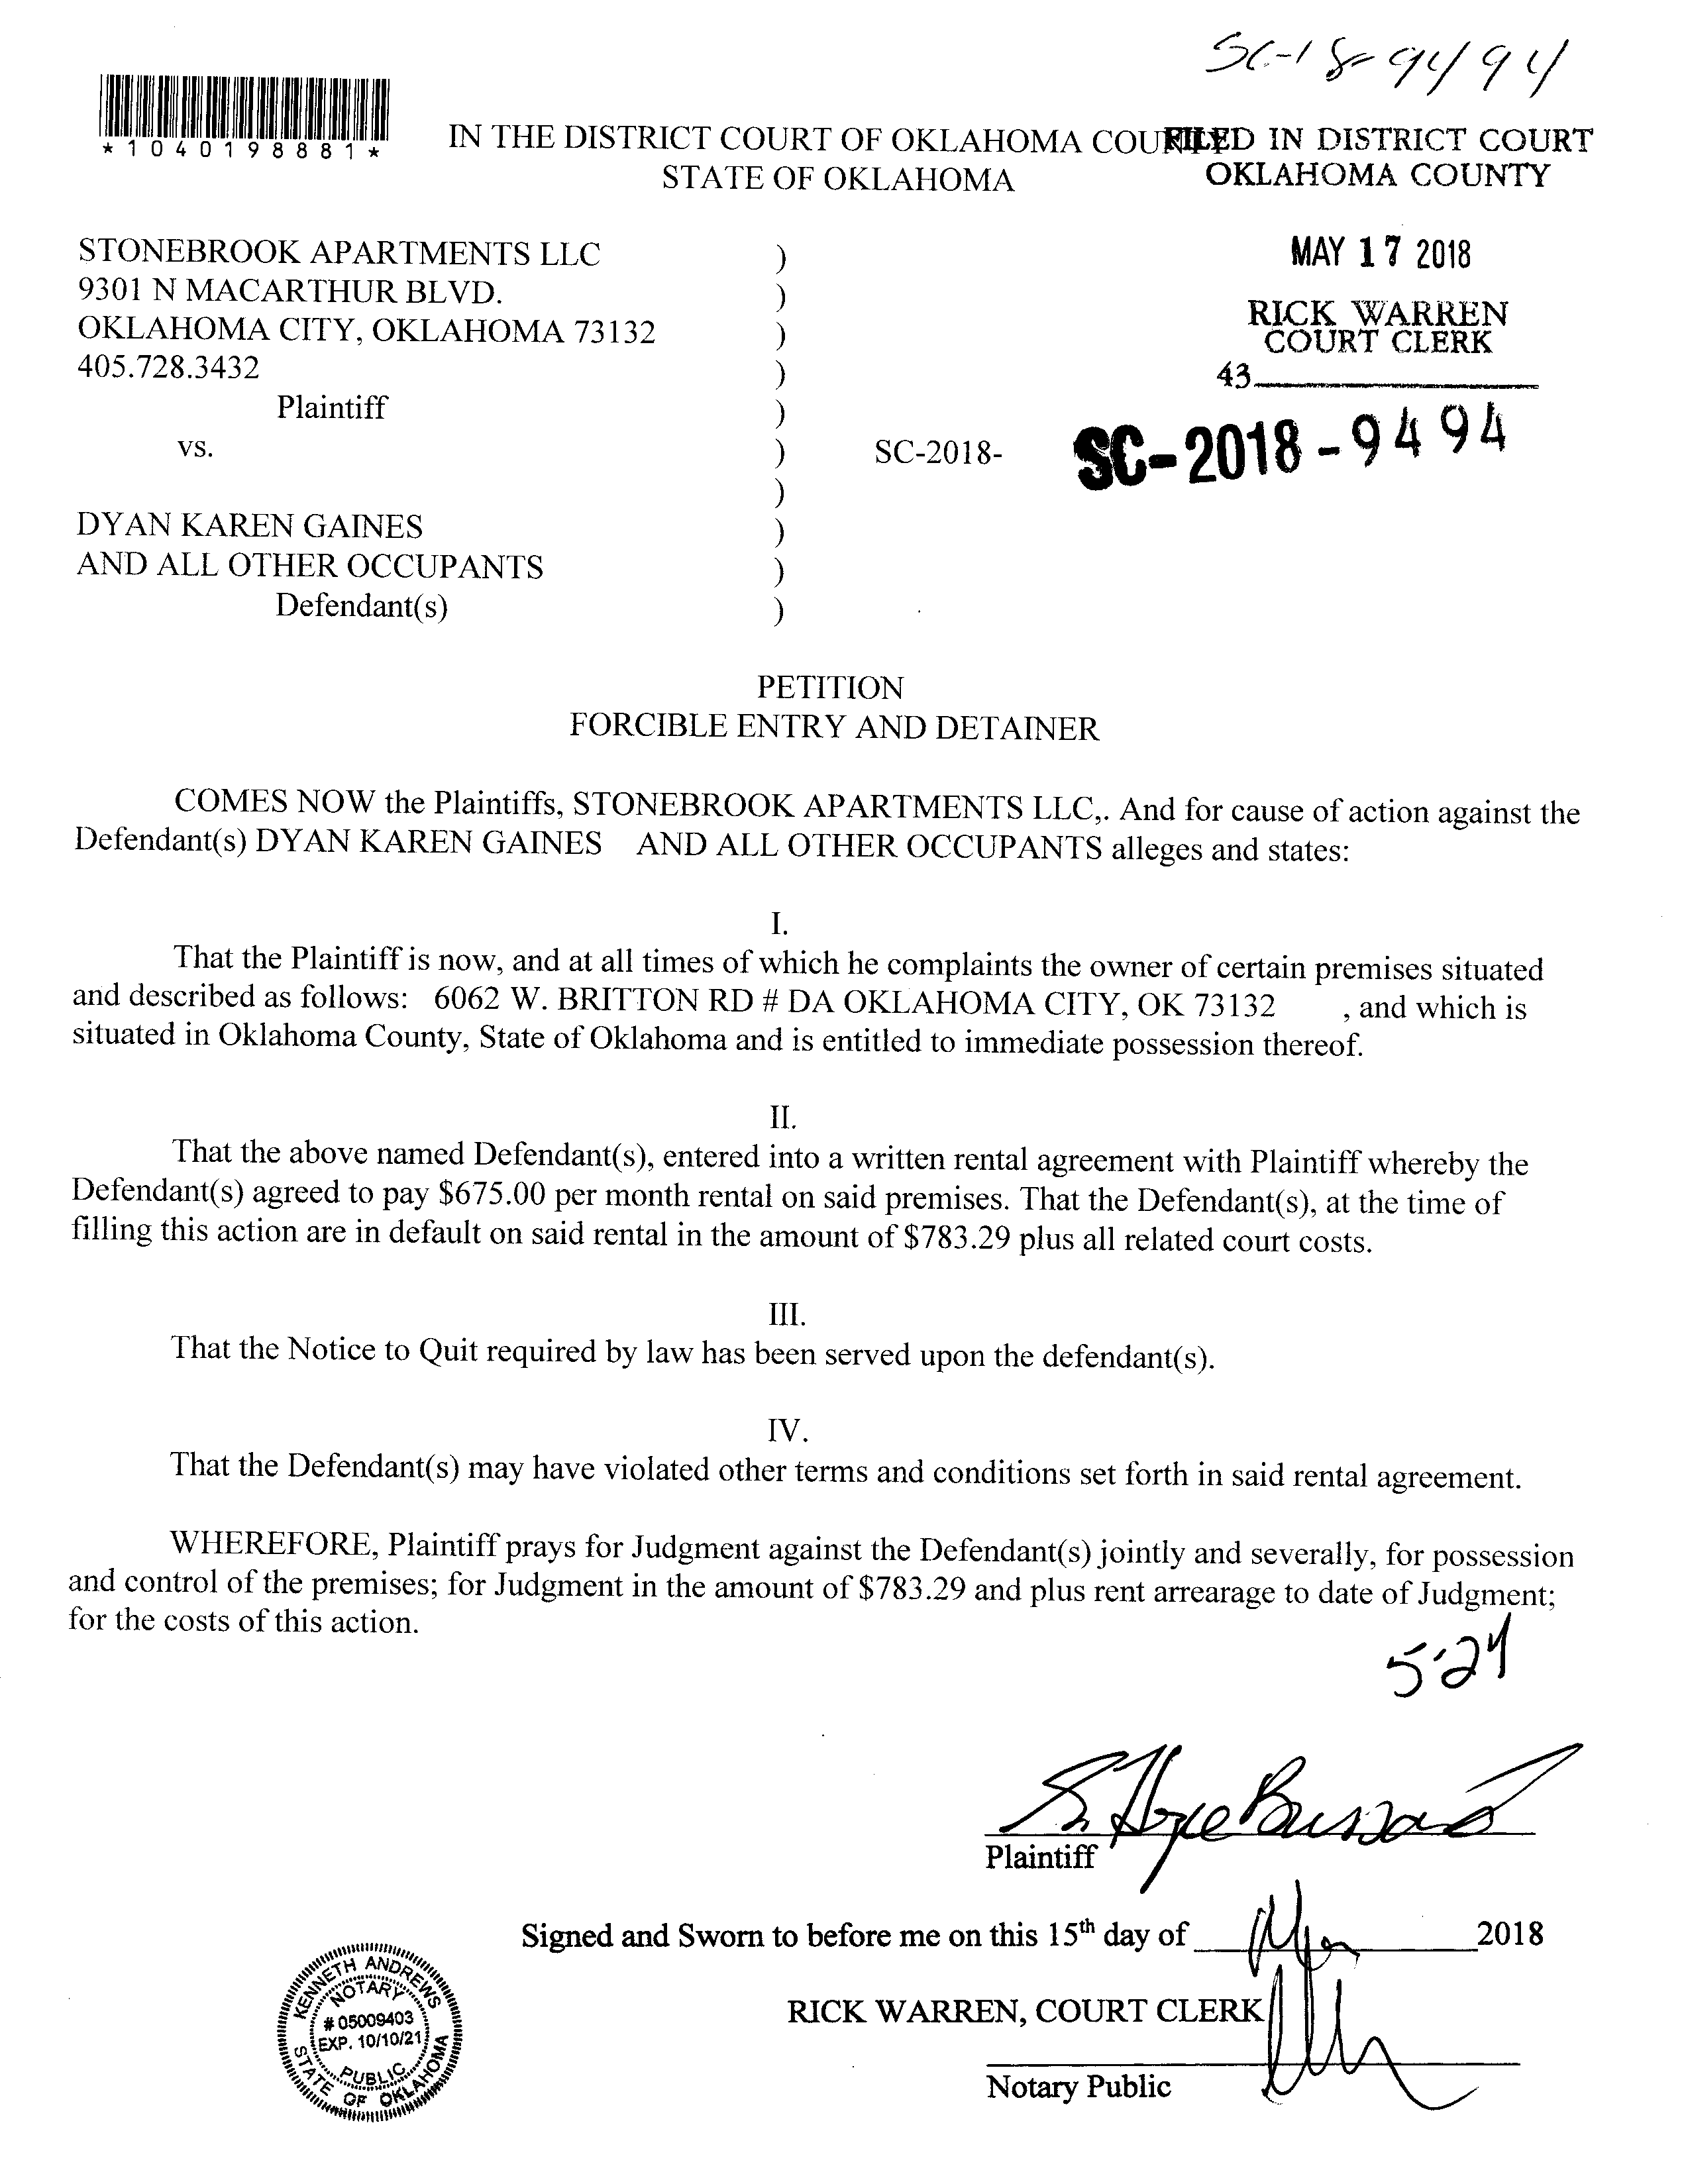 SC-18-9494
*1040198881*
IN THE DISTRICT COURT OF OKLAHOMA COUNTY
STATE OF OKLAHOMA
FILED IN DISTRICT COURT
OKLAHOMA COUNTY
MAY 17 2018
RICK WARREN
COURT CLERK
43
STONEBROOK APARTMENTS LLC )
9301 N MACARTHUR BLVD. )
OKLAHOMA CITY, OKLAHOMA 73132 )
405.728.3432 )
Plaintiff )
vs. ) SC-2018- SC-2018-9494
)
DYAN KAREN GAINES )
AND ALL OTHER OCCUPANTS )
Defendant(s) )
PETITION
FORCIBLE ENTRY AND DETAINER
COMES NOW the Plaintiffs, STONEBROOK APARTMENTS LLC,. And for cause of action against the
Defendant(s) DYAN KAREN GAINES AND ALL OTHER OCCUPANTS alleges and states:
I.
That the Plaintiff is now, and at all times of which he complaints the owner of certain premises situated
and described as follows: 6062 W. BRITTON RD # DA OKLAHOMA CITY, OK 73132 , and which is
situated in Oklahoma County, State of Oklahoma and is entitled to immediate possession thereof.
II.
That the above named Defendant(s), entered into a written rental agreement with Plaintiff whereby the
Defendant(s) agreed to pay $675.00 per month rental on said premises. That the Defendant(s), at the time of
filling this action are in default on said rental in the amount of $783.29 plus all related court costs.
III.
That the Notice to Quit required by law has been served upon the defendant(s).
IV.
That the Defendant(s) may have violated other terms and conditions set forth in said rental agreement.
WHEREFORE, Plaintiff prays for Judgment against the Defendant(s) jointly and severally, for possession
and control of the premises; for Judgment in the amount of $783.29 and plus rent arrearage to date of Judgment;
for the costs of this action.
5-24
Plaintiff
Signed and Sworn to before me on this 15th day of May 2018
RICK WARREN, COURT CLERK
Notary Public
KENNETH ANDREWS
NOTARY
# 05009403
EXP. 10/10/21
PUBLIC
STATE OF OKLAHOMA